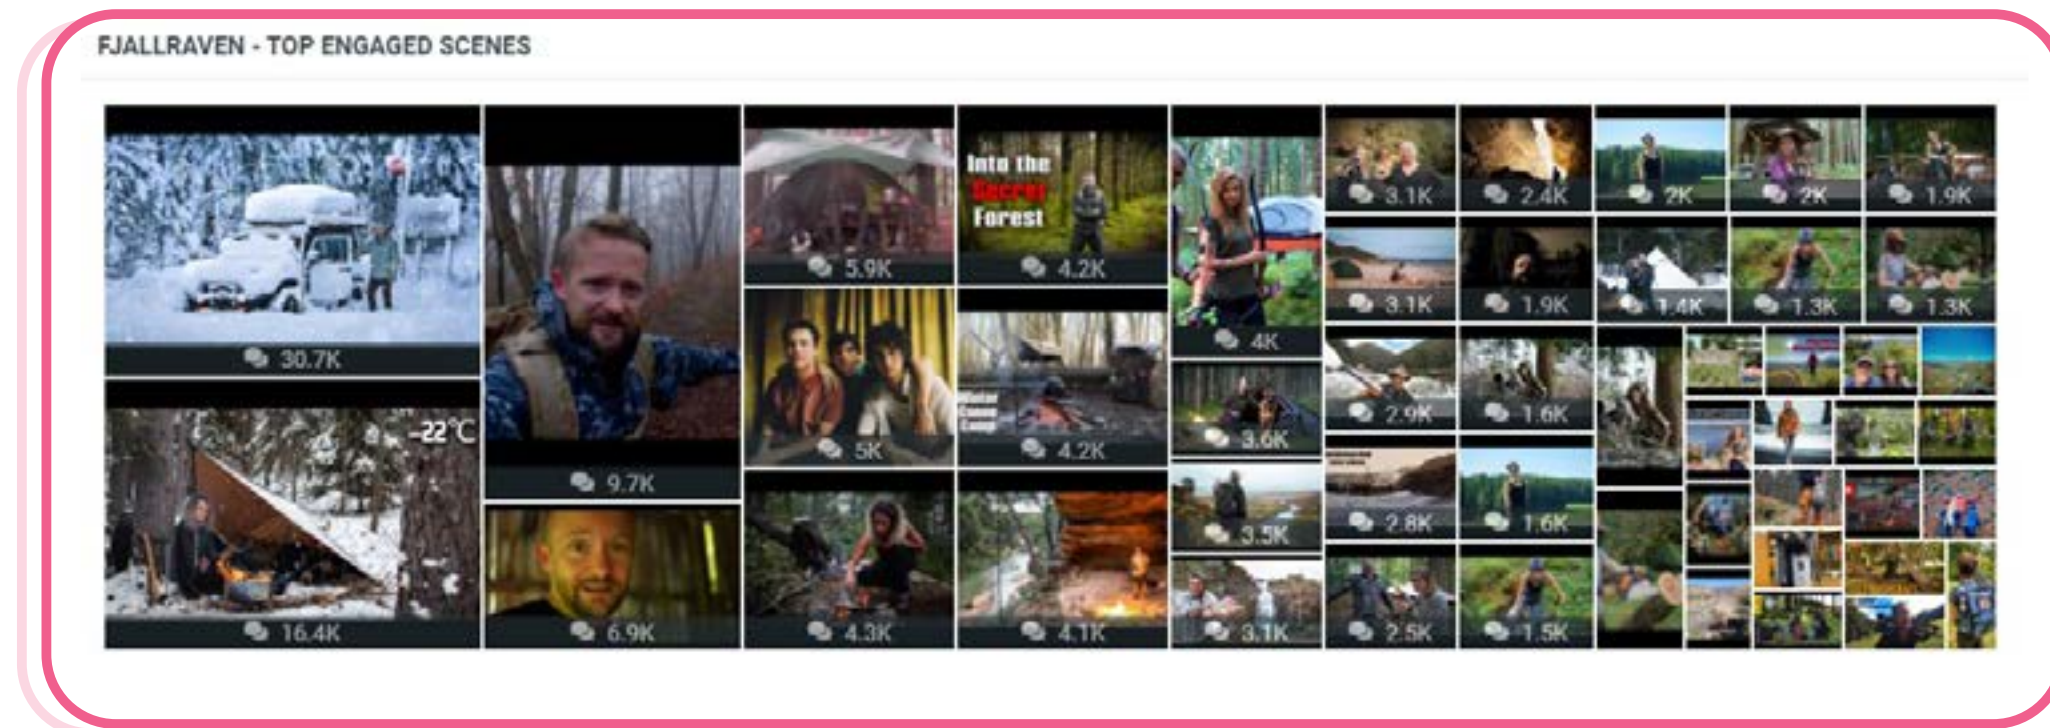 FJALLRAVEN - TOP ENGAGED SCENES
30.7K
-22°C
16.4K
9.7K
6.9K
5.9K
5K
4.3K
Into the
Secret
Forest
4.2K
Winter
Canoe
Camp
4.2K
4.1K
4K
3.6K
3.5K
3.1K
3.1K
3.1K
2.9K
2.8K
2.5K
2.4K
1.9K
1.6K
1.6K
1.5K
2K
1.4K
2K
1.3K
1.9K
1.3K